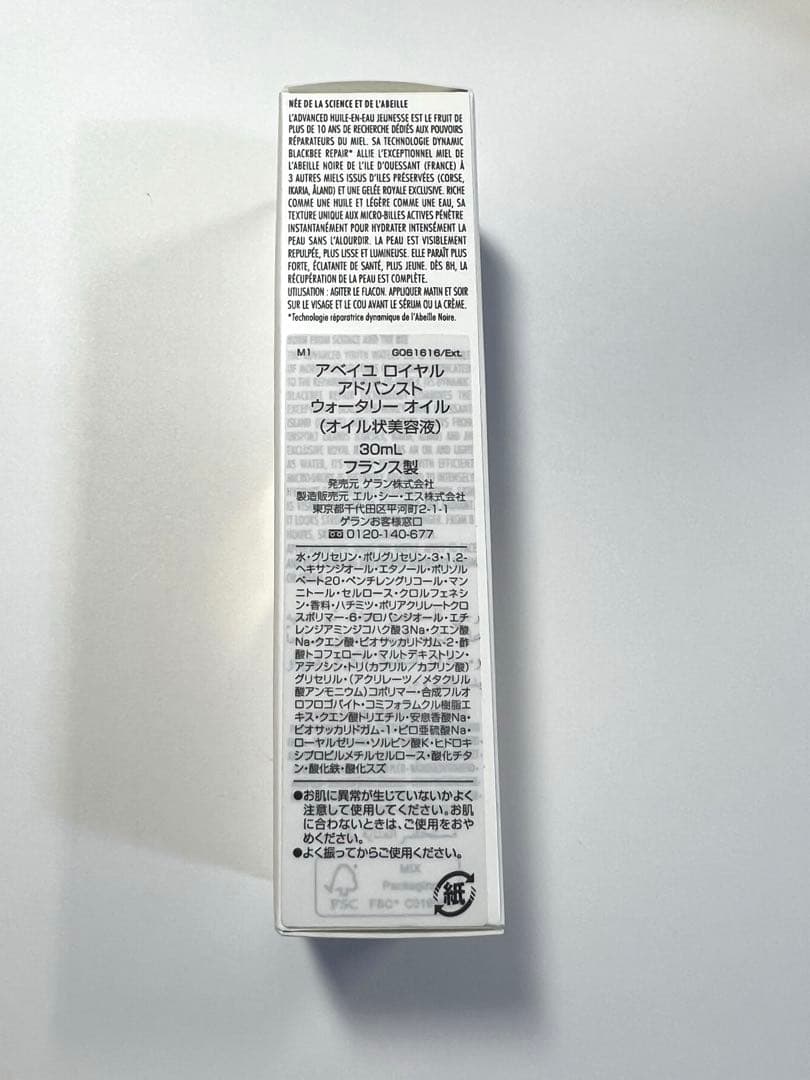 NÉE DE LA SCIENCE ET DE L'ABEILLE
L'ADVANCED HUILE-EN-EAU JEUNESSE EST LE FRUIT DE
PLUS DE 10 ANS DE RECHERCHE DÉDIÉS AUX POUVOIRS
RÉPARATEURS DU MIEL. SA TECHNOLOGIE DYNAMIC
BLACKBEE REPAIR* ALLIE L'EXCEPTIONNEL MIEL DE
L'ABEILLE NOIRE DE L'ILE D'OUESSANT (FRANCE) À
3 AUTRES MIELS ISSUS D'ILES PRÉSERVÉES (CORSE,
IKARIA, ÅLAND) ET UNE GELÉE ROYALE EXCLUSIVE. RICHE
COMME UNE HUILE ET LÉGÈRE COMME UNE EAU, SA
TEXTURE UNIQUE AUX MICRO-BILLES ACTIVES PÉNÈTRE
INSTANTANÉMENT POUR HYDRATER INTENSÉMENT LA
PEAU SANS L'ALOURDIR. LA PEAU EST VISIBLEMENT
REPULPÉE, PLUS LISSE ET LUMINEUSE. ELLE PARAÎT PLUS
FORTE, ÉCLATANTE DE SANTÉ, PLUS JEUNE. DÈS 8H, LA
RÉCUPÉRATION DE LA PEAU EST COMPLÈTE.
UTILISATION : AGITER LE FLACON. APPLIQUER MATIN ET SOIR
SUR LE VISAGE ET LE COU AVANT LE SÉRUM OU LA CRÈME.
*Technologie réparatrice dynamique de l'Abeille Noire.
M1 G061616/Ext.
アベイユ ロイヤル
アドバンスト
ウォータリー オイル
(オイル状美容液)
30mL
フランス製
発売元 ゲラン株式会社
製造販売元 エル・シー・エス株式会社
東京都千代田区平河町2-1-1
ゲランお客様窓口
0120-140-677
水・グリセリン・ポリグリセリン-3・1,2-
ヘキサンジオール・エタノール・ポリソル
ベート20・ペンチレングリコール・マン
ニトール・セルロース・クロルフェネシ
ン・香料・ハチミツ・ポリアクリレートクロ
スポリマー-6・プロパンジオール・エチ
レンジアミンジコハク酸3Na・クエン酸
Na・クエン酸・ビオサッカリドガム-2・酢
酸トコフェロール・マルトデキストリン・
アデノシン・トリ(カプリル/カプリン酸)
グリセリル・(アクリレーツ/メタクリル
酸アンモニウム)コポリマー・合成フルオ
ロフロゴパイト・コミフォラムクル樹脂エ
キス・クエン酸トリエチル・安息香酸Na・
ビオサッカリドガム-1・ピロ亜硫酸Na・
ローヤルゼリー・ソルビン酸K・ヒドロキ
シプロピルメチルセルロース・酸化チタ
ン・酸化鉄・酸化スズ
●お肌に異常が生じていないかよく
注意して使用してください。お肌
に合わないときは、ご使用をおや
めください。
●よく振ってからご使用ください。
MIX
FSC
紙